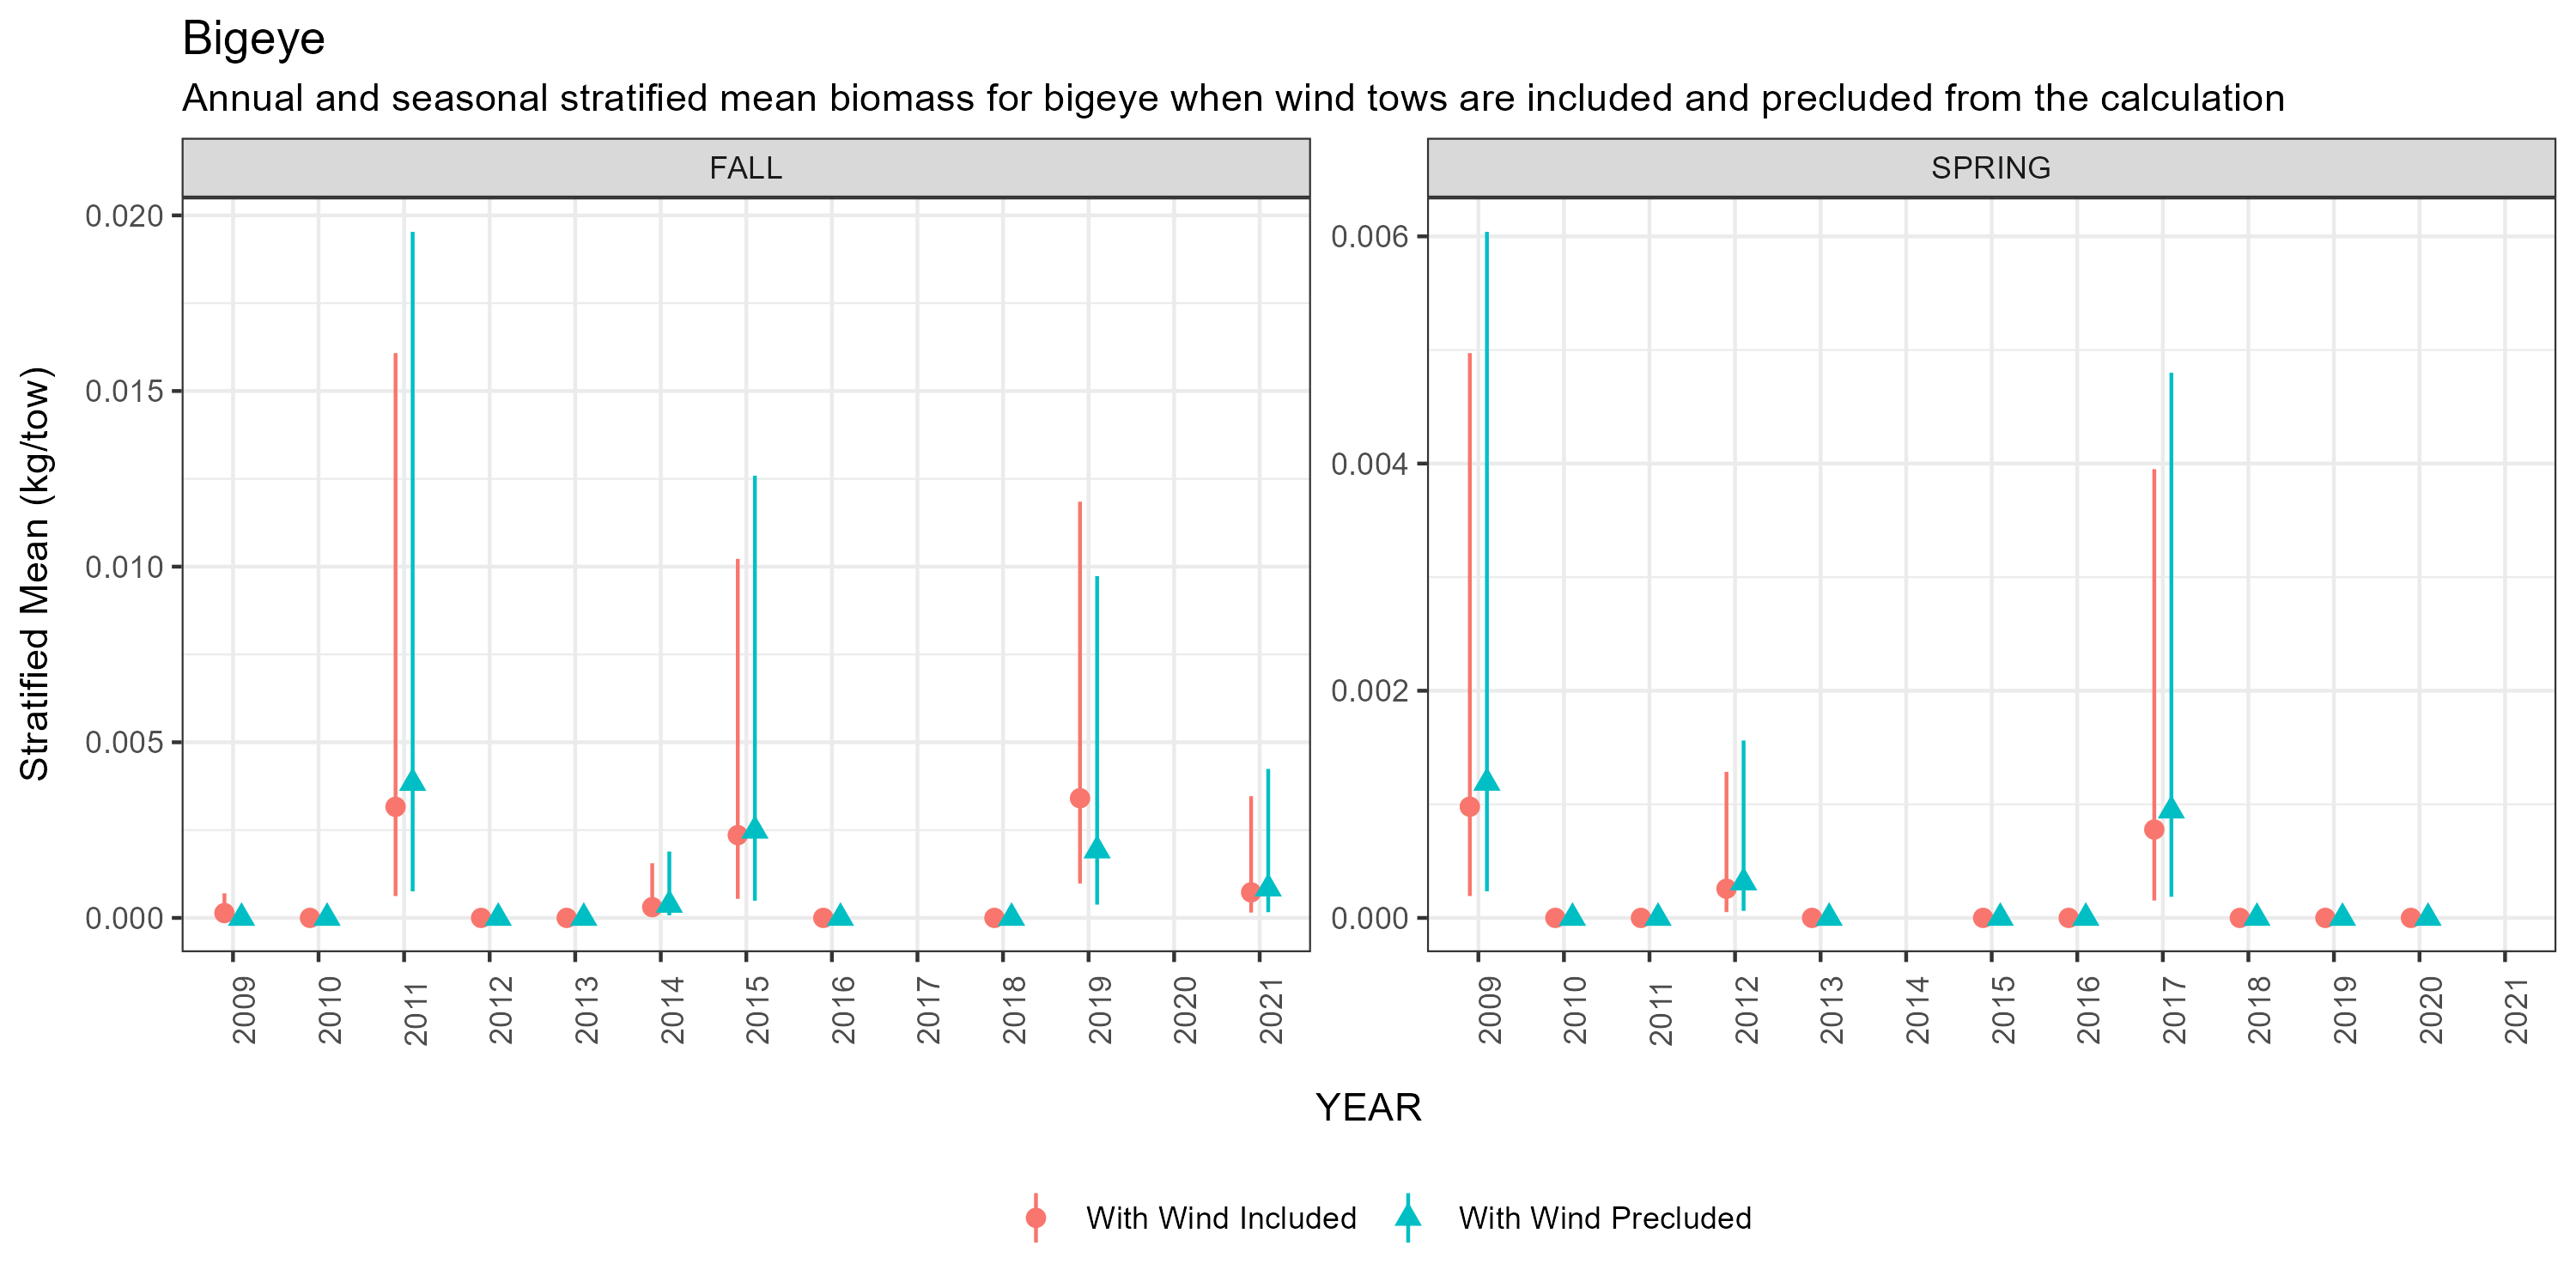 Bigeye
Annual and seasonal stratified mean biomass for bigeye when wind tows are included and precluded from the calculation
FALL
SPRING
Stratified Mean (kg/tow)
0.020
0.015
0.010
0.005
0.000
0.006
0.004
0.002
0.000
2009 2010 2011 2012 2013 2014 2015 2016 2017 2018 2019 2020 2021
2009 2010 2011 2012 2013 2014 2015 2016 2017 2018 2019 2020 2021
YEAR
With Wind Included
With Wind Precluded